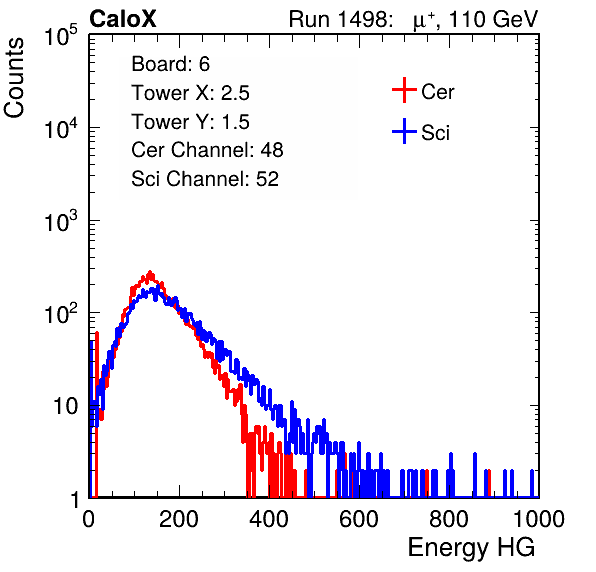 CaloX Run 1498: μ⁺, 110 GeV
Counts
10⁵
10⁴
10³
10²
10
1
Board: 6
Tower X: 2.5
Tower Y: 1.5
Cer Channel: 48
Sci Channel: 52
Cer
Sci
0 200 400 600 800 1000
Energy HG